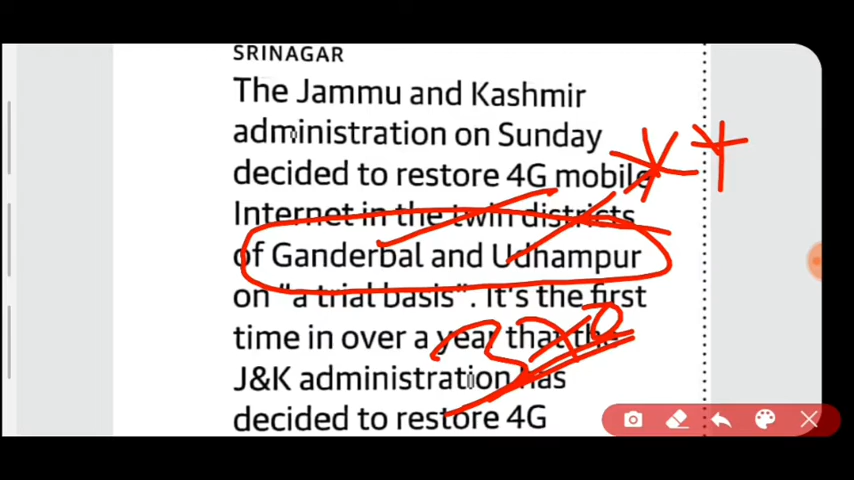 SRINAGAR
The Jammu and Kashmir
administration on Sunday
decided to restore 4G mobile
Internet in the twin districts
of Ganderbal and Udhampur
on “a trial basis”. It's the first
time in over a year that the
J&K administration has
decided to restore 4G